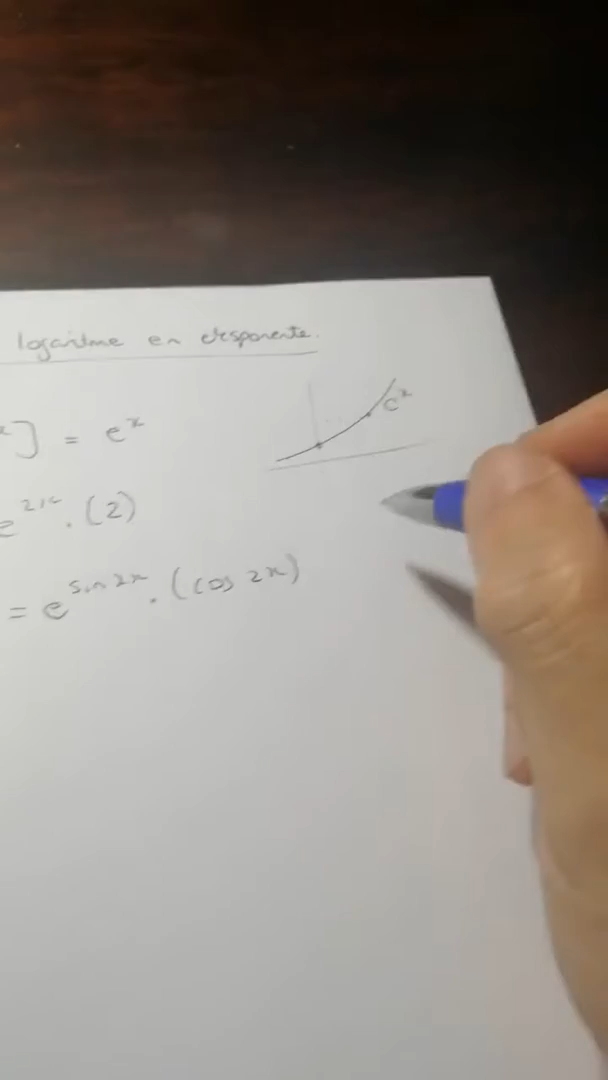 logaritme en eksponente.
x] = e^x
e^x
e^2x . (2)
= e^sin 2x . (cos 2x)